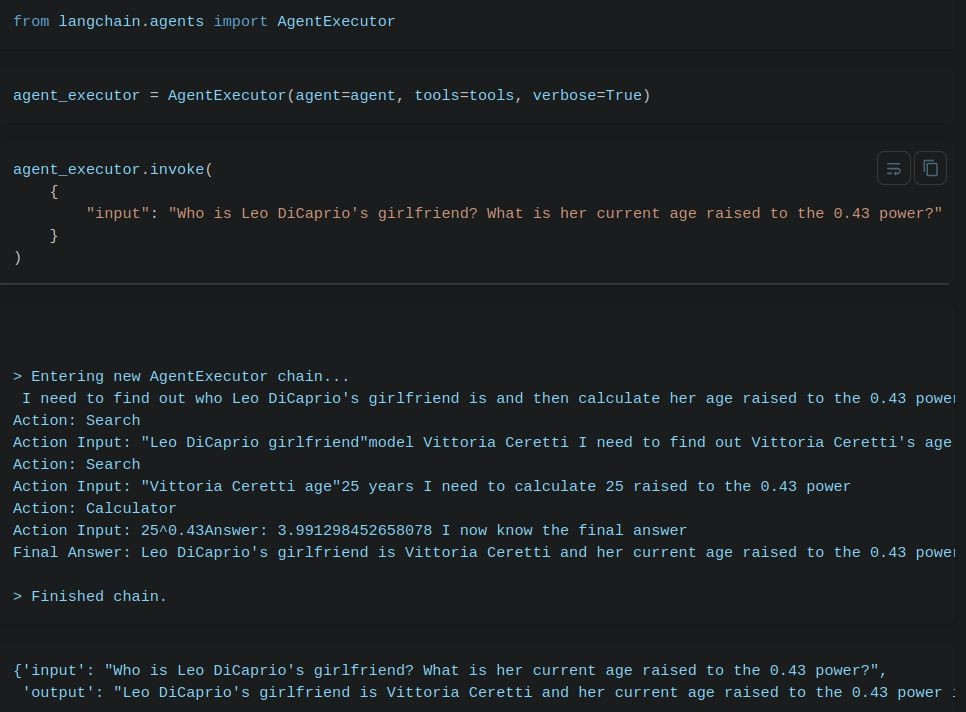 from langchain.agents import AgentExecutor
agent_executor = AgentExecutor(agent=agent, tools=tools, verbose=True)
agent_executor.invoke(
    {
        "input": "Who is Leo DiCaprio's girlfriend? What is her current age raised to the 0.43 power?"
    }
)
> Entering new AgentExecutor chain...
 I need to find out who Leo DiCaprio's girlfriend is and then calculate her age raised to the 0.43 power
Action: Search
Action Input: "Leo DiCaprio girlfriend"model Vittoria Ceretti I need to find out Vittoria Ceretti's age
Action: Search
Action Input: "Vittoria Ceretti age"25 years I need to calculate 25 raised to the 0.43 power
Action: Calculator
Action Input: 25^0.43Answer: 3.991298452658078 I now know the final answer
Final Answer: Leo DiCaprio's girlfriend is Vittoria Ceretti and her current age raised to the 0.43 power
> Finished chain.
{'input': "Who is Leo DiCaprio's girlfriend? What is her current age raised to the 0.43 power?",
 'output': "Leo DiCaprio's girlfriend is Vittoria Ceretti and her current age raised to the 0.43 power